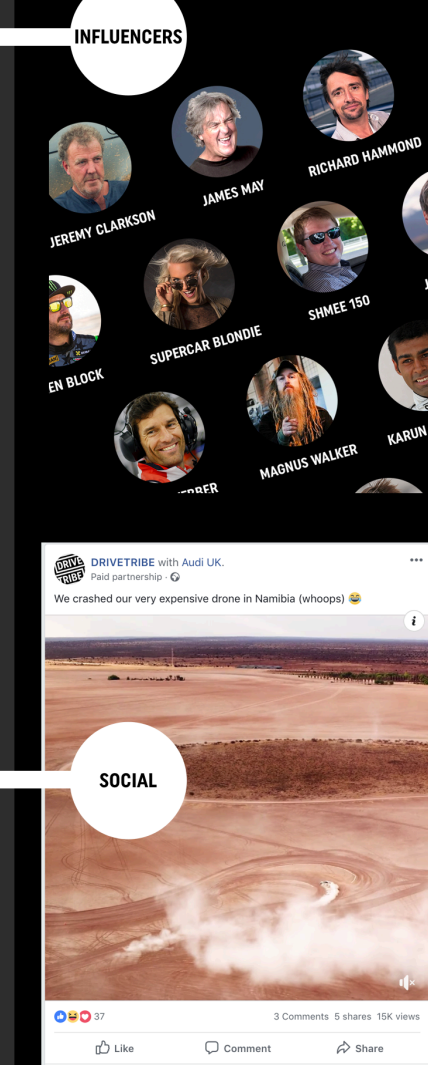 INFLUENCERS
RICHARD HAMMOND
JAMES MAY
JEREMY CLARKSON
SHMEE 150
SUPERCAR BLONDIE
EN BLOCK
KARUN
MAGNUS WALKER
DRIVE
TRIBE
DRIVETRIBE with Audi UK.
Paid partnership ·
We crashed our very expensive drone in Namibia (whoops) 😂
i
SOCIAL
37
3 Comments 5 shares 15K views
Like
Comment
Share